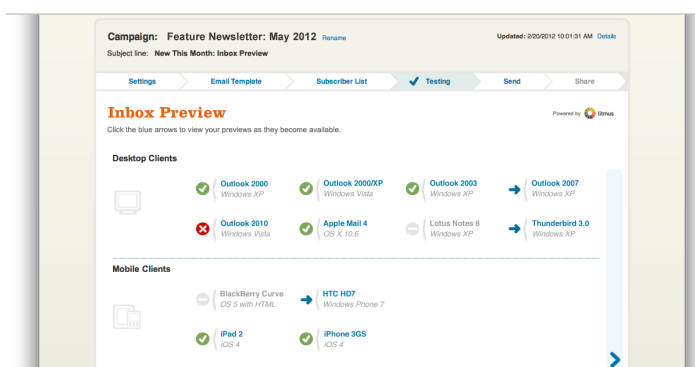 Campaign: Feature Newsletter: May 2012 Rename
Updated: 2/20/2012 10:01:31 AM Details
Subject line: New This Month: Inbox Preview
Settings Email Template Subscriber List Testing Send Share
Inbox Preview
Powered by litmus
Click the blue arrows to view your previews as they become available.
Desktop Clients
Outlook 2000 Outlook 2000/XP Outlook 2003 Outlook 2007
Windows XP Windows Vista Windows XP Windows XP
Outlook 2010 Apple Mail 4 Lotus Notes 8 Thunderbird 3.0
Windows Vista OS X 10.6 Windows XP Windows XP
Mobile Clients
BlackBerry Curve HTC HD7
OS 5 with HTML Windows Phone 7
iPad 2 iPhone 3GS
iOS 4 iOS 4